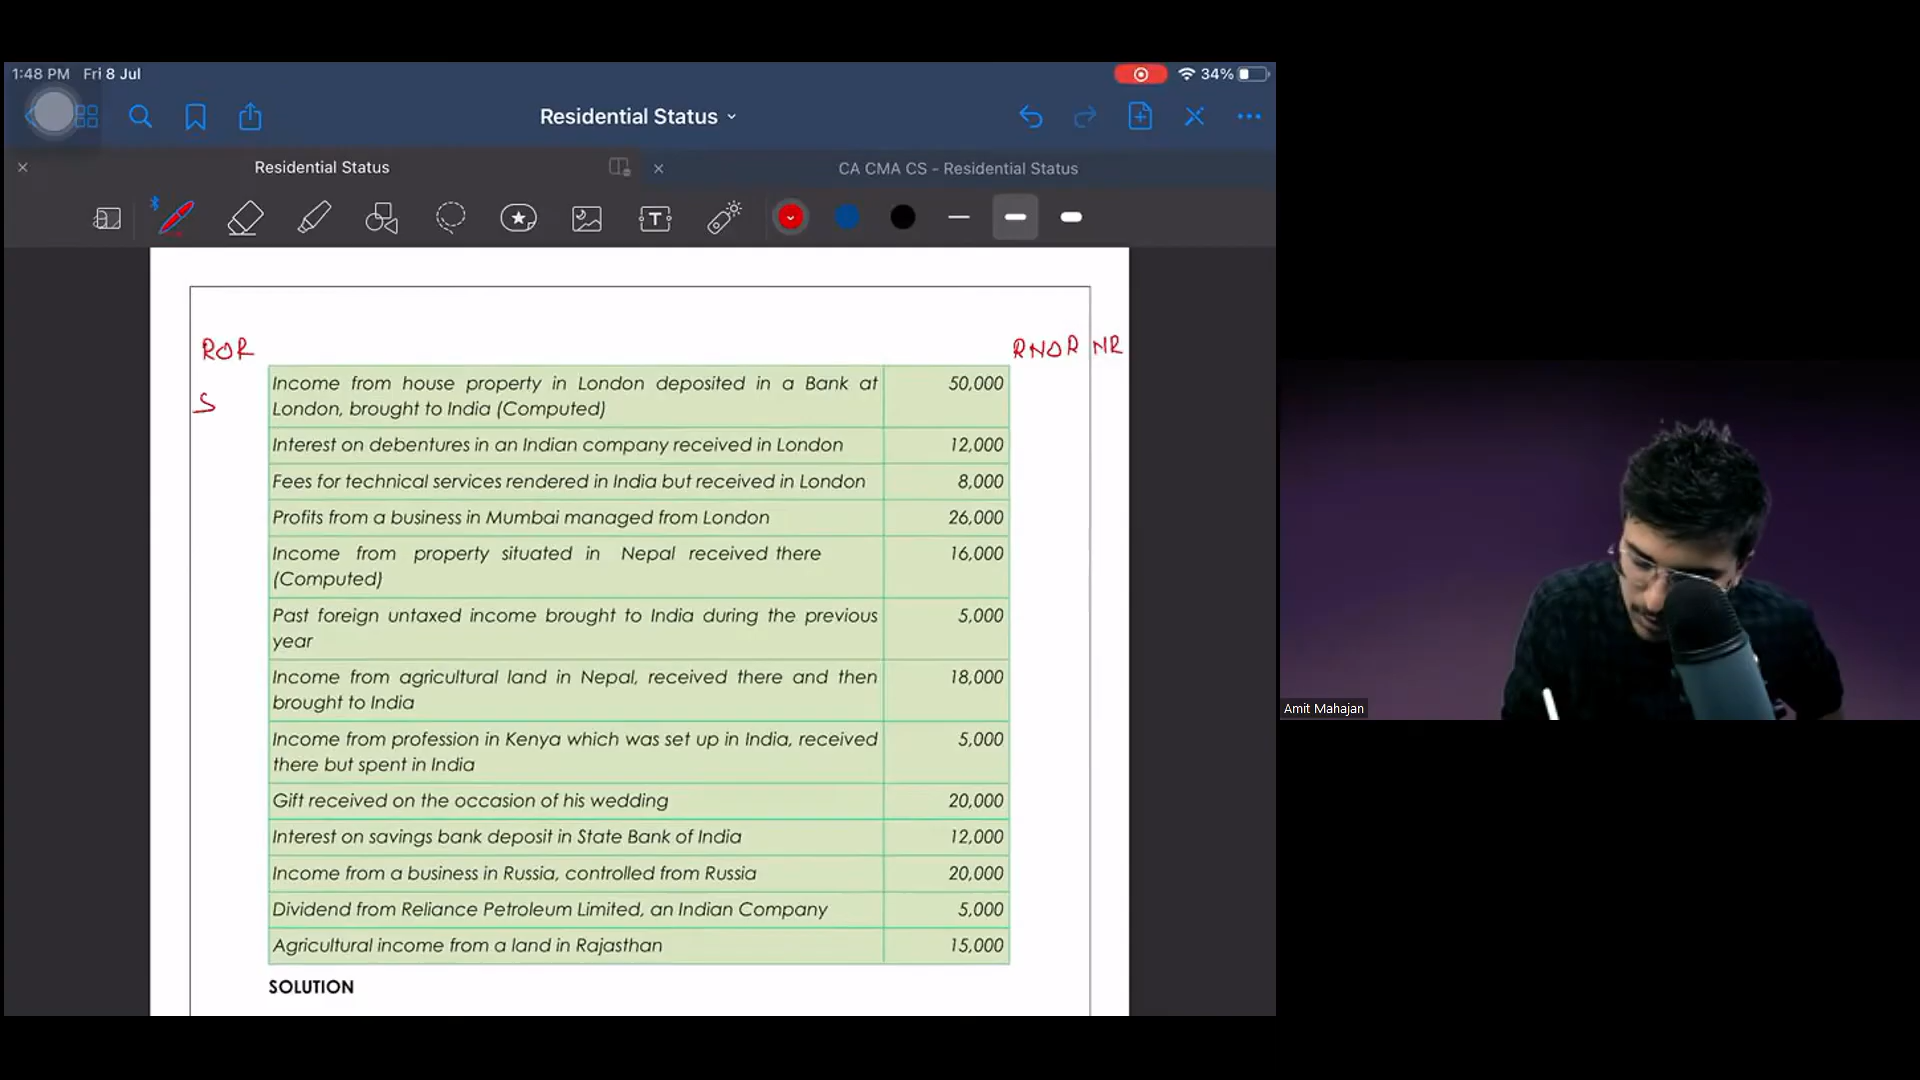 1:48 PM Fri 8 Jul
34%
Residential Status
Residential Status
CA CMA CS - Residential Status
ROR
RNOR NR
S
Income from house property in London deposited in a Bank at 50,000
London, brought to India (Computed)
Interest on debentures in an Indian company received in London 12,000
Fees for technical services rendered in India but received in London 8,000
Profits from a business in Mumbai managed from London 26,000
Income from property situated in Nepal received there 16,000
(Computed)
Past foreign untaxed income brought to India during the previous 5,000
year
Income from agricultural land in Nepal, received there and then 18,000
brought to India
Income from profession in Kenya which was set up in India, received 5,000
there but spent in India
Gift received on the occasion of his wedding 20,000
Interest on savings bank deposit in State Bank of India 12,000
Income from a business in Russia, controlled from Russia 20,000
Dividend from Reliance Petroleum Limited, an Indian Company 5,000
Agricultural income from a land in Rajasthan 15,000
SOLUTION
Amit Mahajan